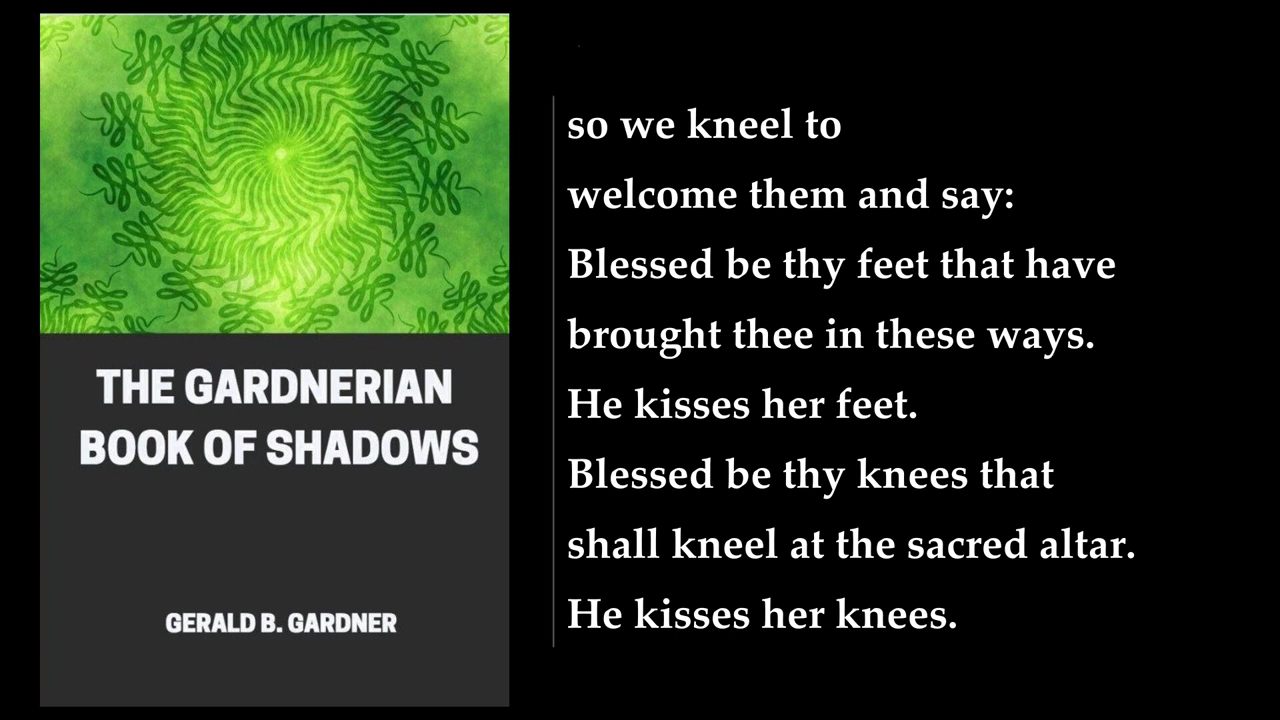 THE GARDNERIAN
BOOK OF SHADOWS
GERALD B. GARDNER
so we kneel to
welcome them and say:
Blessed be thy feet that have
brought thee in these ways.
He kisses her feet.
Blessed be thy knees that
shall kneel at the sacred altar.
He kisses her knees.